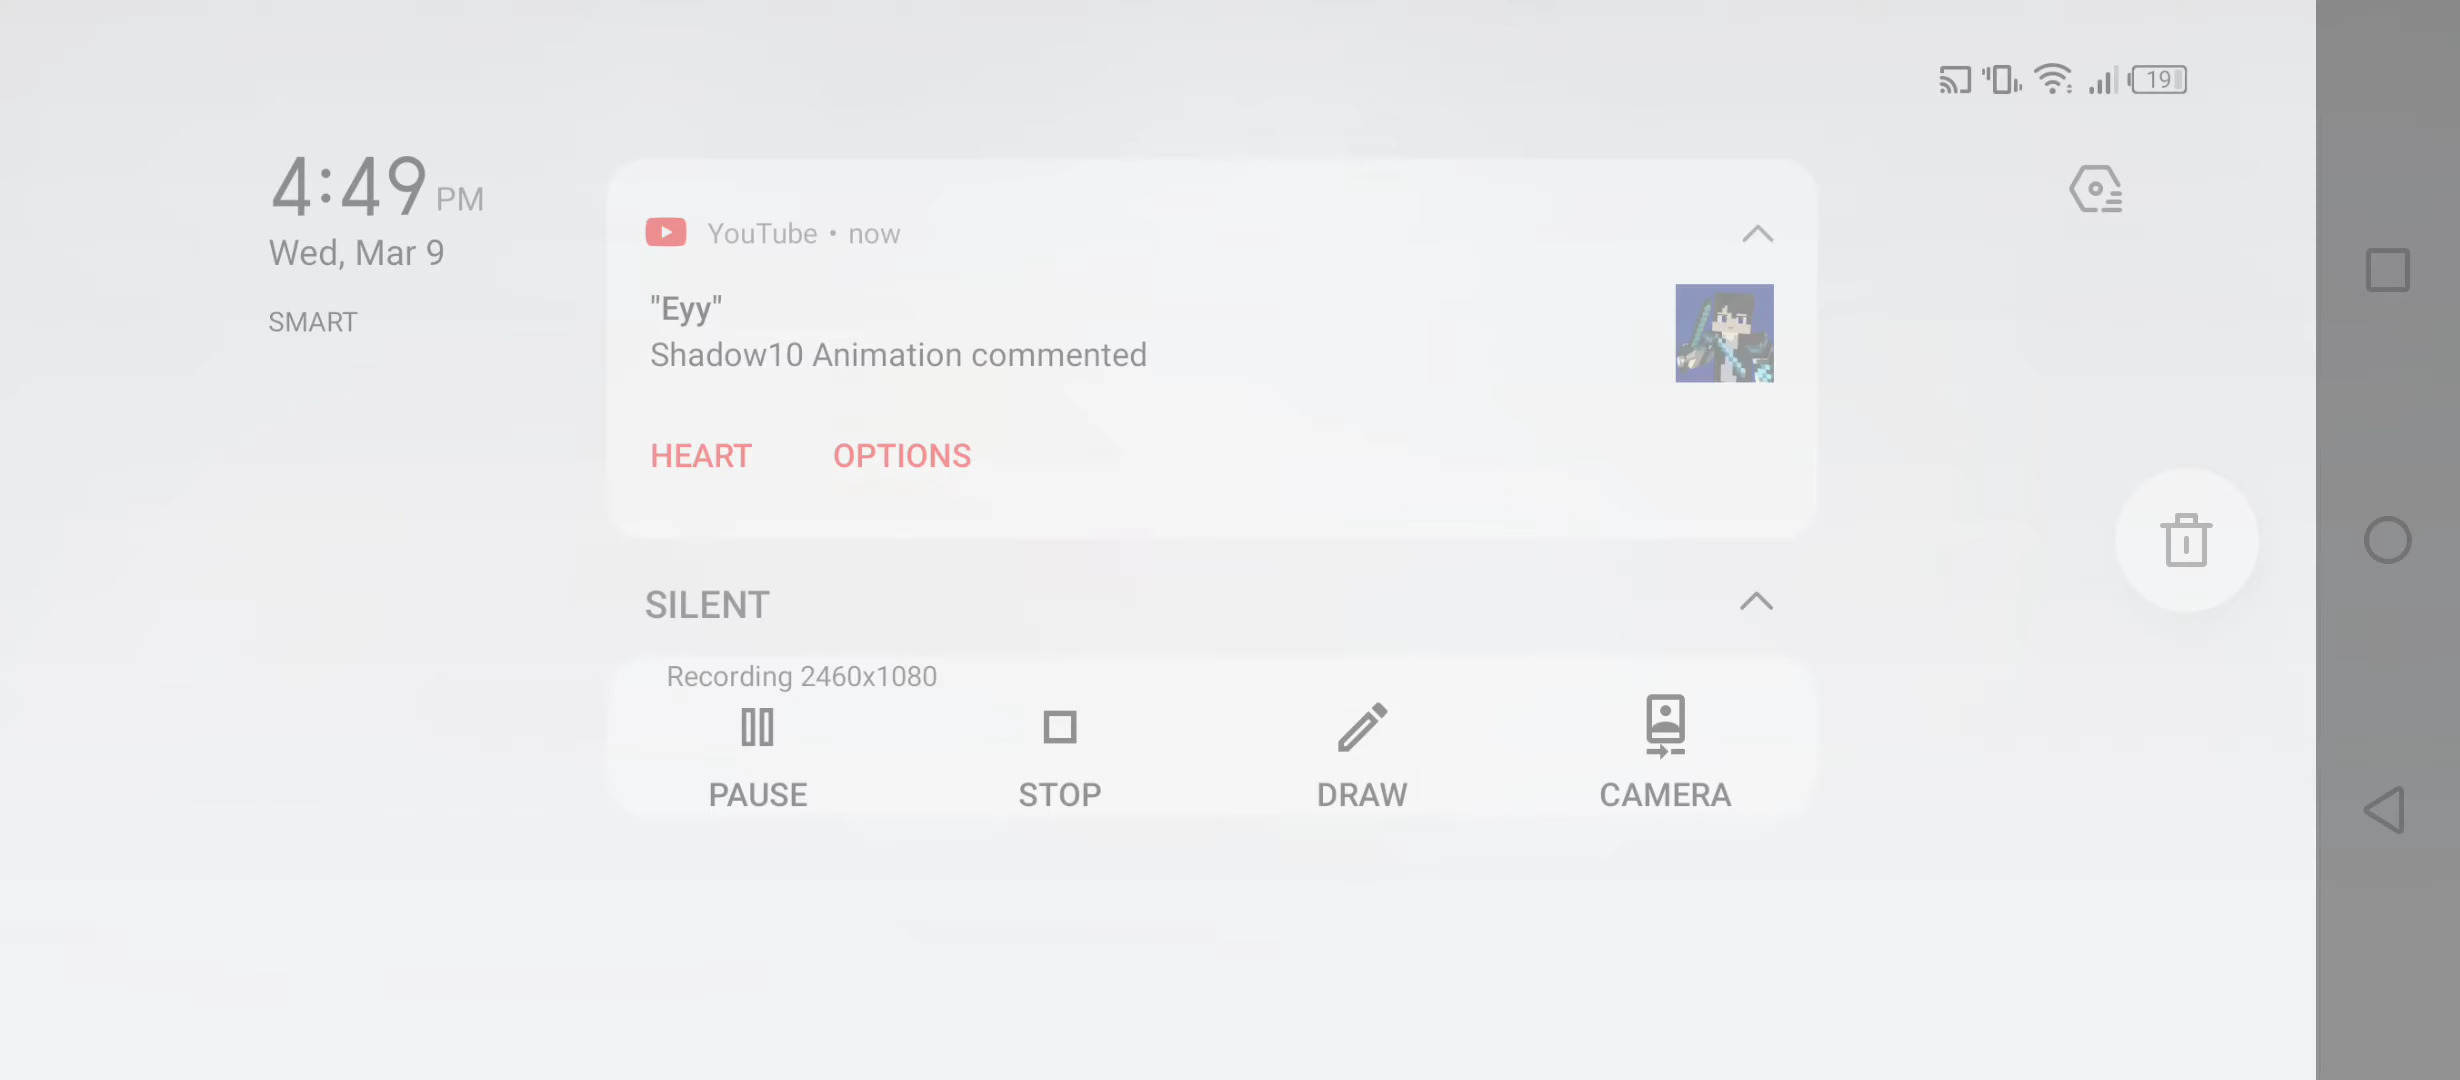 19
4:49 PM
Wed, Mar 9
SMART
YouTube • now
"Eyy"
Shadow10 Animation commented
HEART OPTIONS
SILENT
Recording 2460x1080
PAUSE STOP DRAW CAMERA